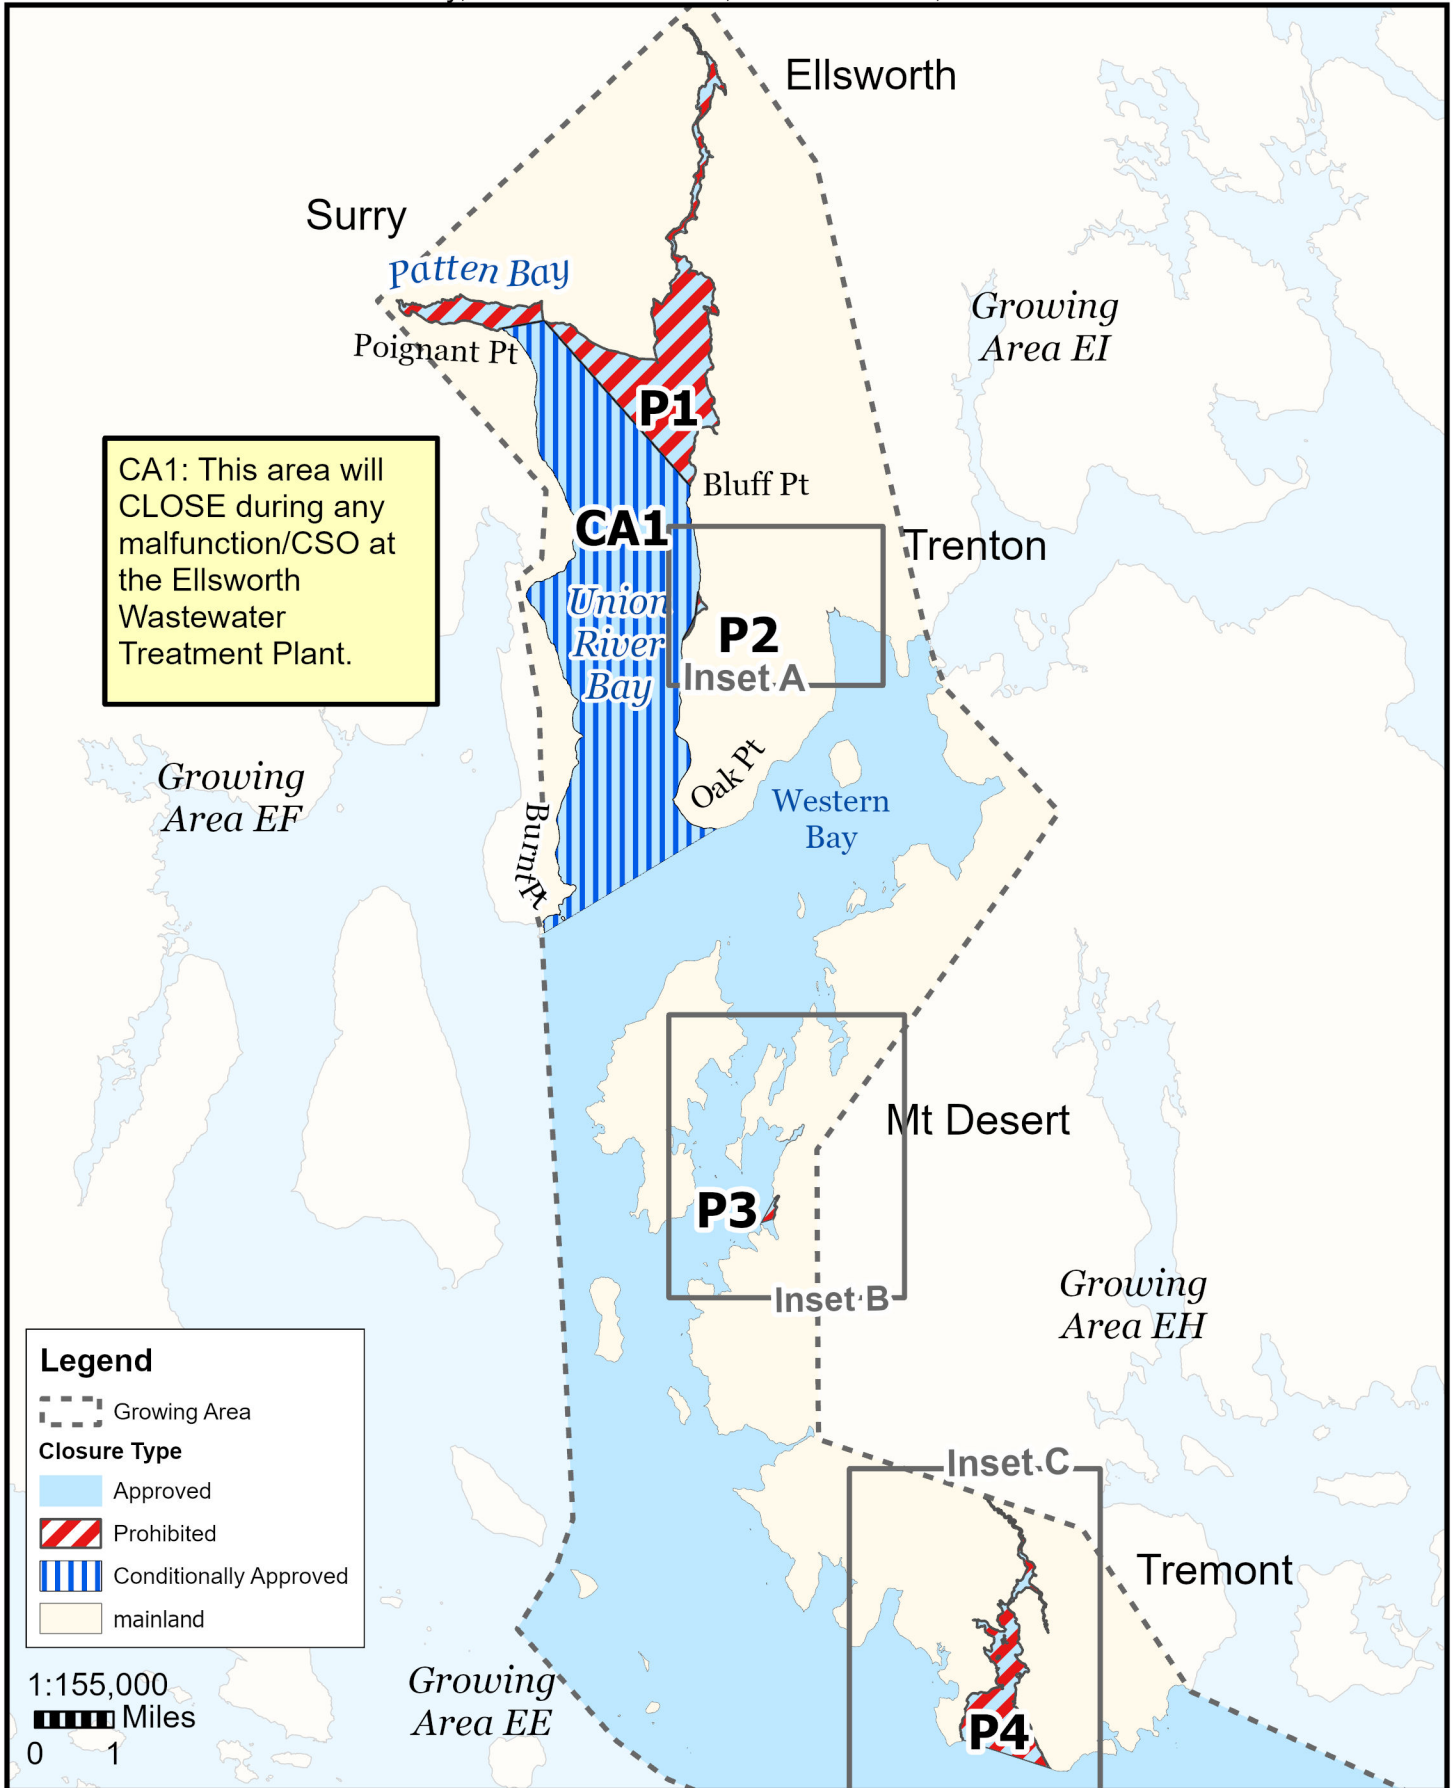 Ellsworth
Surry
Patten Bay
Poignant Pt
Growing
Area EI
P1
Bluff Pt
CA1: This area will
CLOSE during any
malfunction/CSO at
the Ellsworth
Wastewater
Treatment Plant.
CA1
Trenton
Union
River
Bay
P2
Inset A
Growing
Area EF
Oak Pt
Western
Bay
Burnt Pt
Mt Desert
P3
Inset B
Growing
Area EH
Legend
Growing Area
Closure Type
Approved
Prohibited
Conditionally Approved
mainland
Inset C
Tremont
1:155,000
Miles
0 1
Growing
Area EE
P4